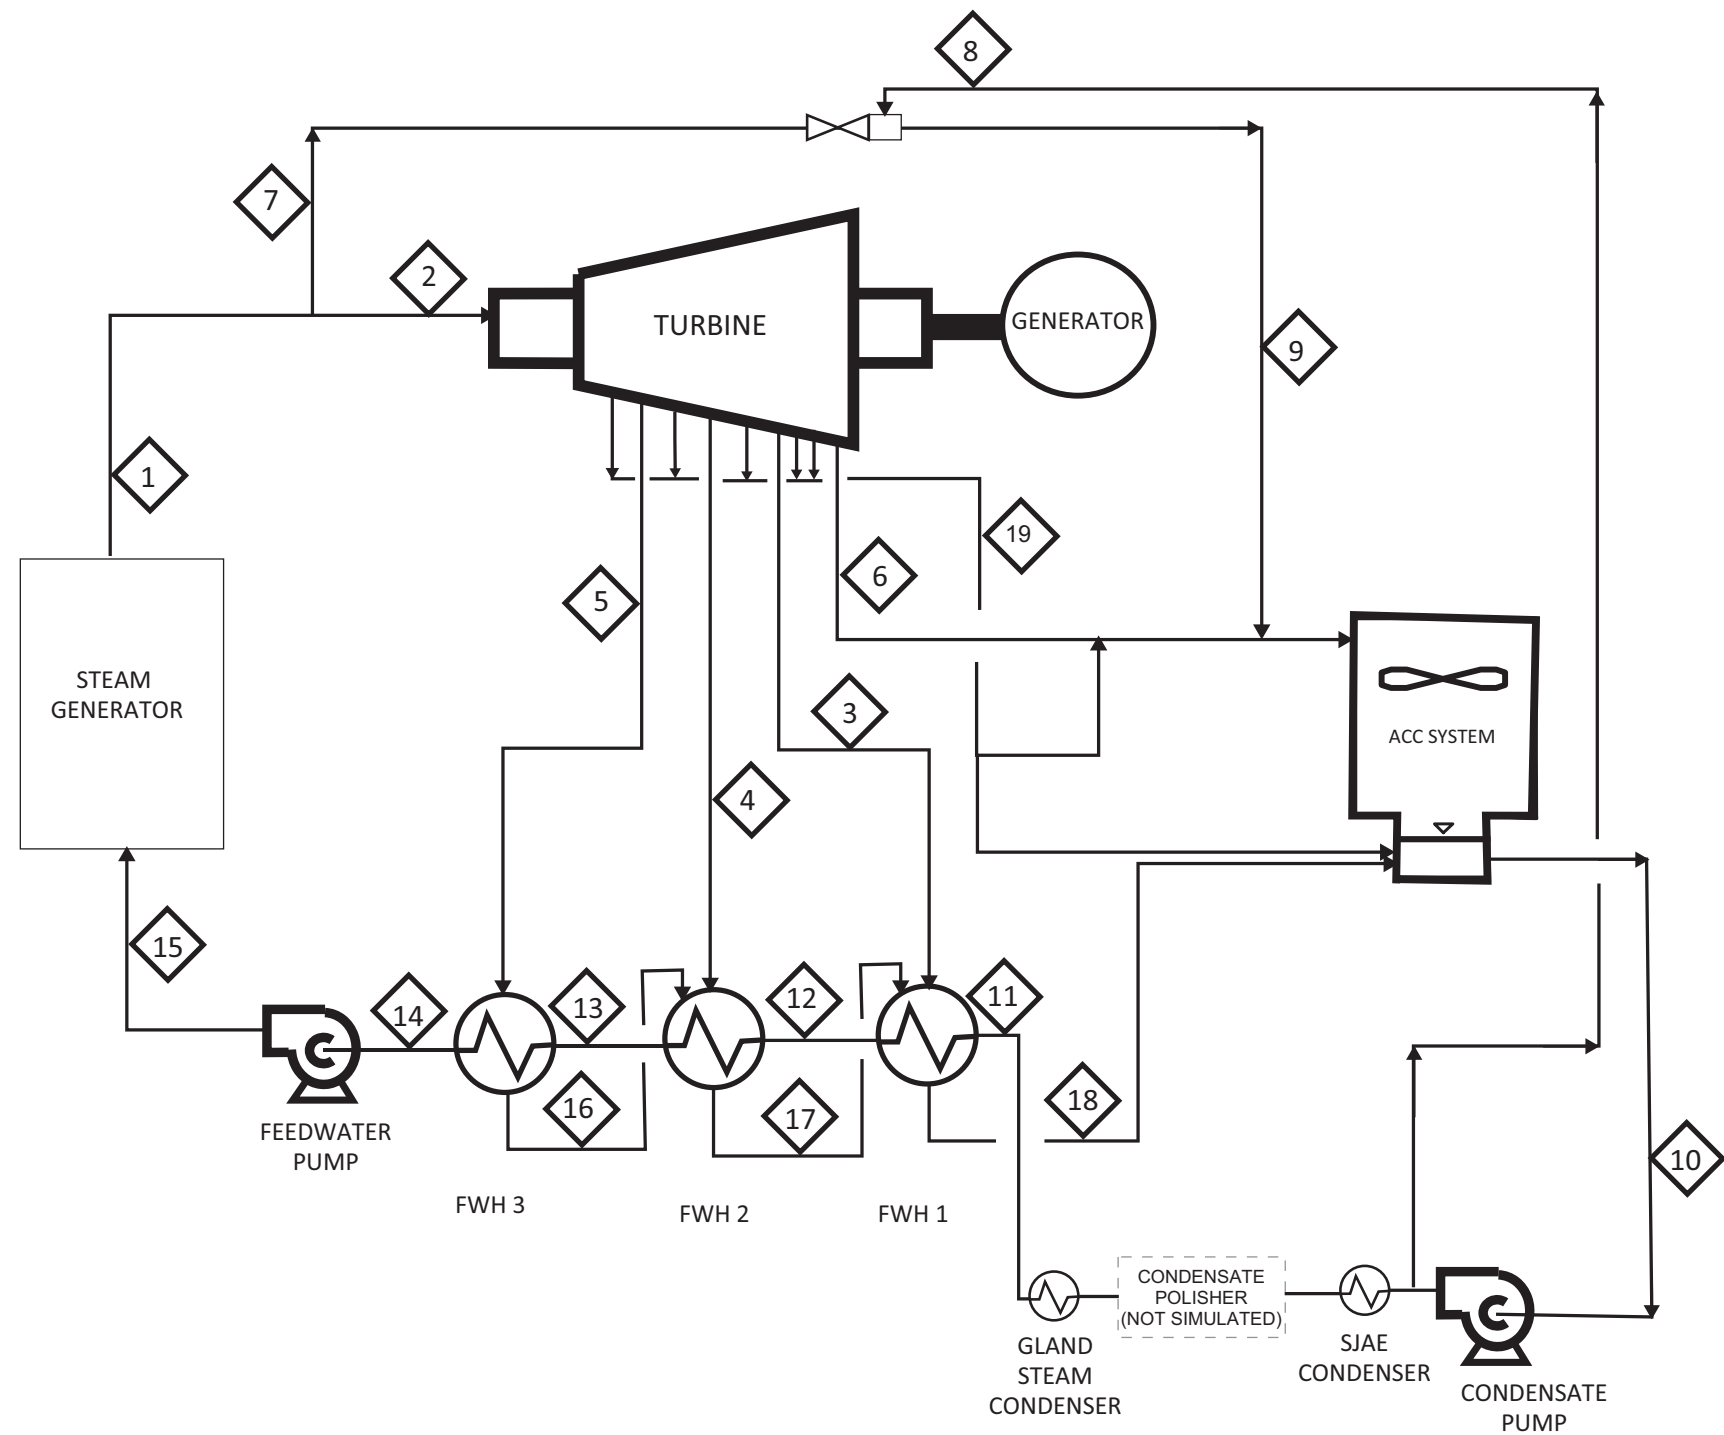 8
7
2
TURBINE
GENERATOR
9
1
19
5
6
STEAM
GENERATOR
3
ACC SYSTEM
4
15
14
13
12
11
16
17
18
FEEDWATER
PUMP
10
FWH 3
FWH 2
FWH 1
CONDENSATE
POLISHER
(NOT SIMULATED)
GLAND
STEAM
CONDENSER
SJAE
CONDENSER
CONDENSATE
PUMP